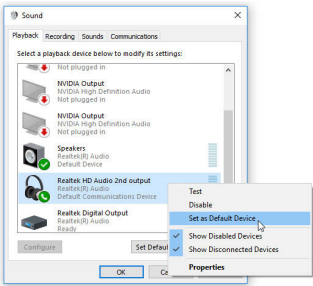 Sound
Playback Recording Sounds Communications
Select a playback device below to modify its settings:
Not plugged in
NVIDIA Output
NVIDIA High Definition Audio
Not plugged in
NVIDIA Output
NVIDIA High Definition Audio
Not plugged in
Speakers
Realtek(R) Audio
Default Device
Realtek HD Audio 2nd output
Realtek(R) Audio
Default Communications Device
Realtek Digital Output
Realtek(R) Audio
Ready
Test
Disable
Set as Default Device
Show Disabled Devices
Show Disconnected Devices
Properties
Configure
Set Defau
OK
Ca